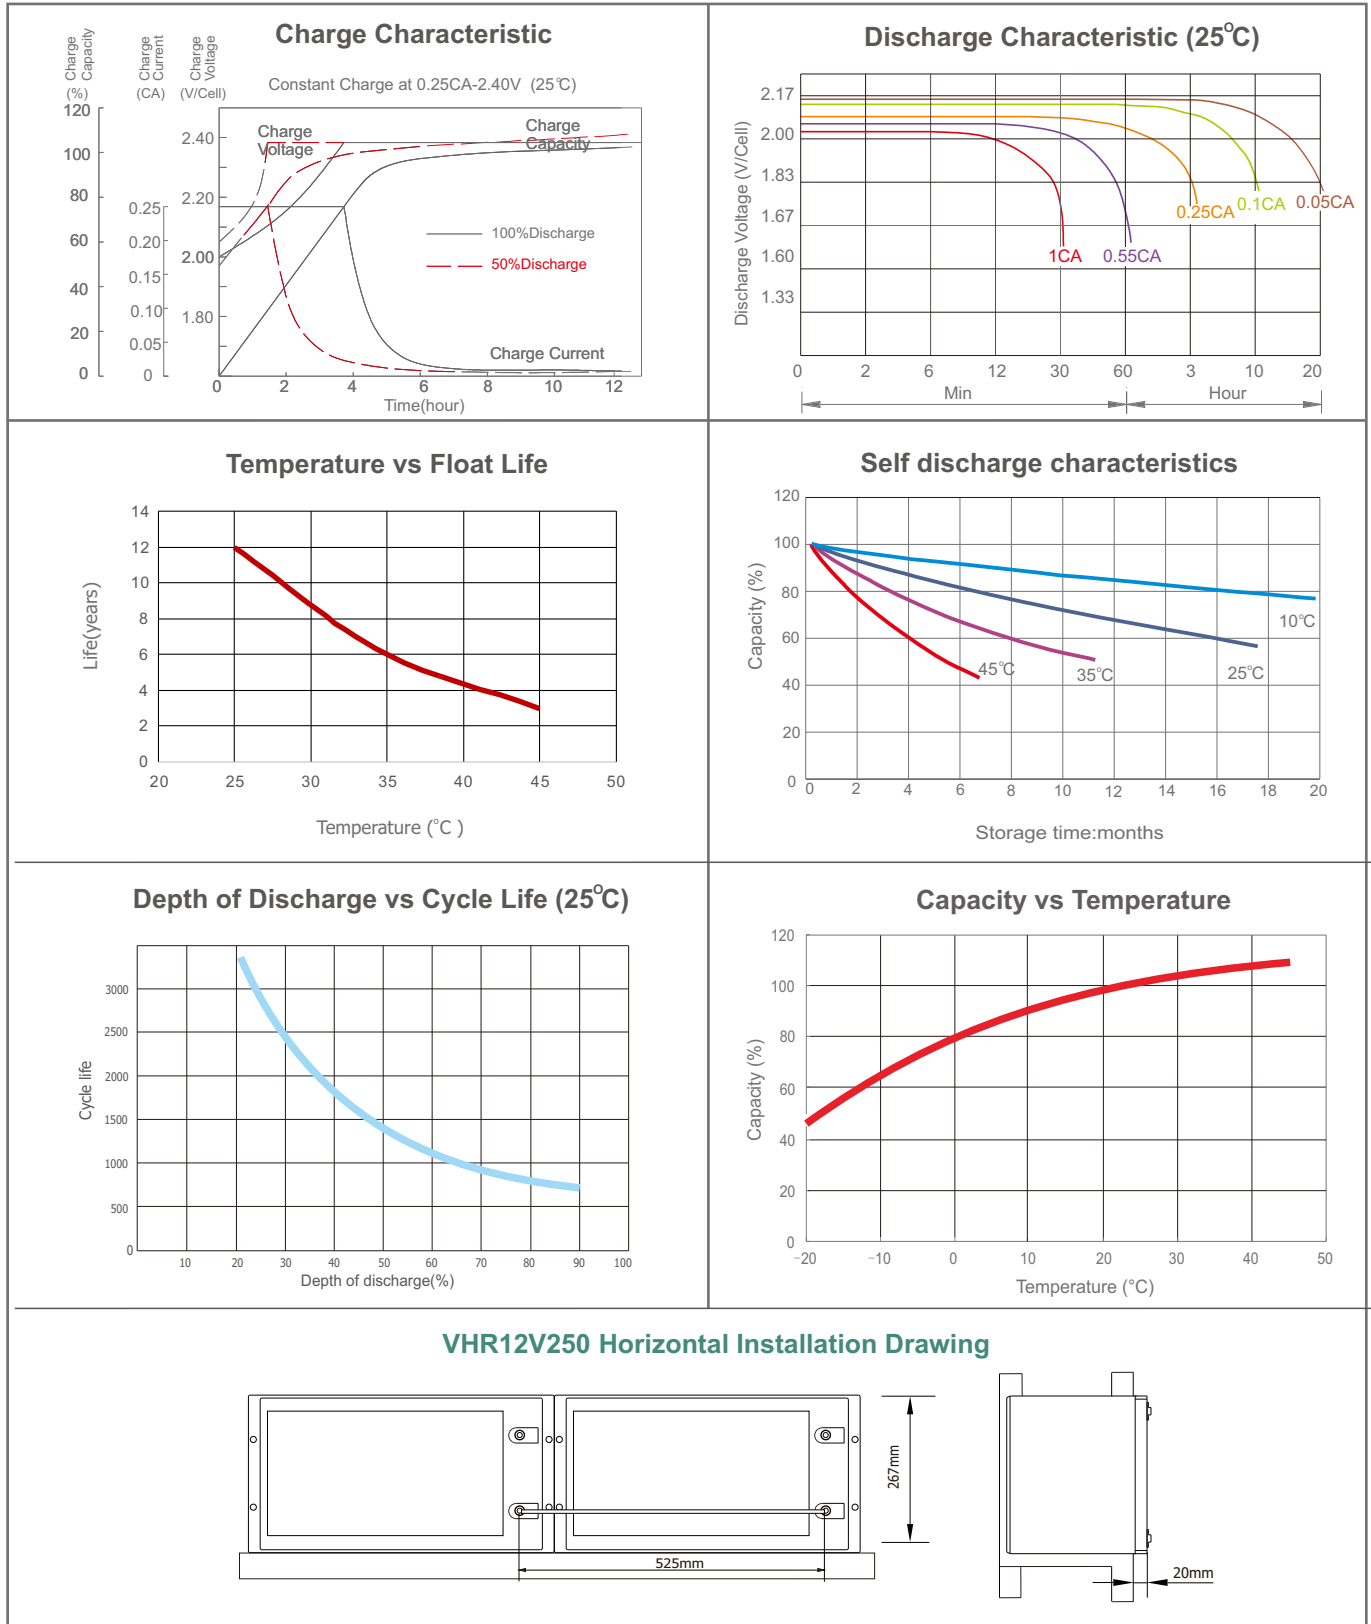 Charge Characteristic
Charge Capacity (%)
Charge Current (CA)
Charge Voltage (V/Cell)
Constant Charge at 0.25CA-2.40V (25°C)
120
100
80
60
40
20
0
0.25
0.20
0.15
0.10
0.05
0
2.40
2.20
2.00
1.80
Charge
Voltage
Charge
Capacity
100%Discharge
50%Discharge
Charge Current
0 2 4 6 8 10 12
Time(hour)
Discharge Characteristic (25°C)
Discharge Voltage (V/Cell)
2.17
2.00
1.83
1.67
1.60
1.33
1CA
0.55CA
0.25CA
0.1CA
0.05CA
0 2 6 12 30 60 3 10 20
Min Hour
Temperature vs Float Life
Life(years)
14
12
10
8
6
4
2
0
20 25 30 35 40 45 50
Temperature (°C )
Self discharge characteristics
Capacity (%)
120
100
80
60
40
20
0
10°C
25°C
35°C
45°C
0 2 4 6 8 10 12 14 16 18 20
Storage time:months
Depth of Discharge vs Cycle Life (25°C)
Cycle life
3000
2500
2000
1500
1000
500
0
10 20 30 40 50 60 70 80 90 100
Depth of discharge(%)
Capacity vs Temperature
Capacity (%)
120
100
80
60
40
20
0
−20 −10 0 10 20 30 40 50
Temperature (°C)
VHR12V250 Horizontal Installation Drawing
267mm
525mm
20mm